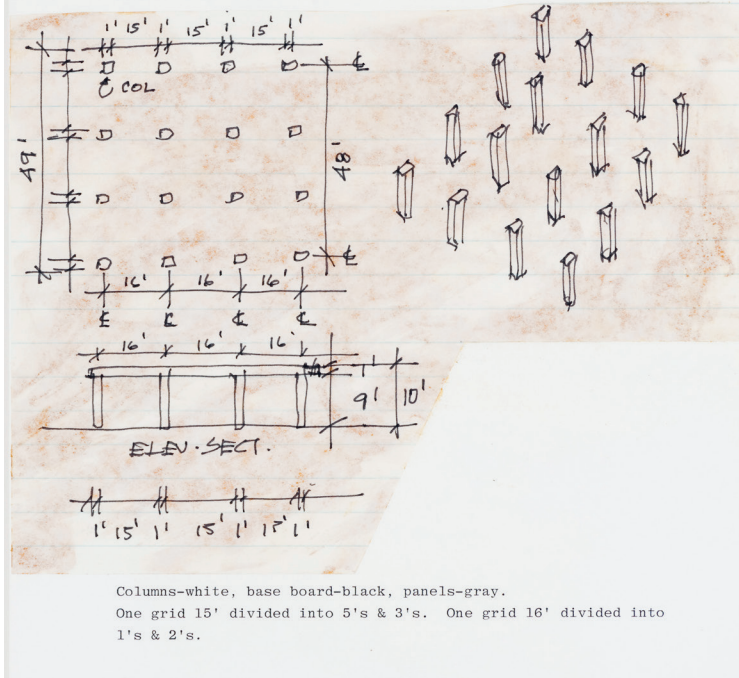 1' 15' 1' 15' 1' 15' 1'
℄
COL
49'
48'
℄
16' 16' 16'
℄ ℄ ℄ ℄
16' 16' 16'
1'
9' 10'
ELEV. SECT.
1' 15' 1' 15' 1' 15' 1'
Columns-white, base board-black, panels-gray.
One grid 15' divided into 5's & 3's. One grid 16' divided into
1's & 2's.